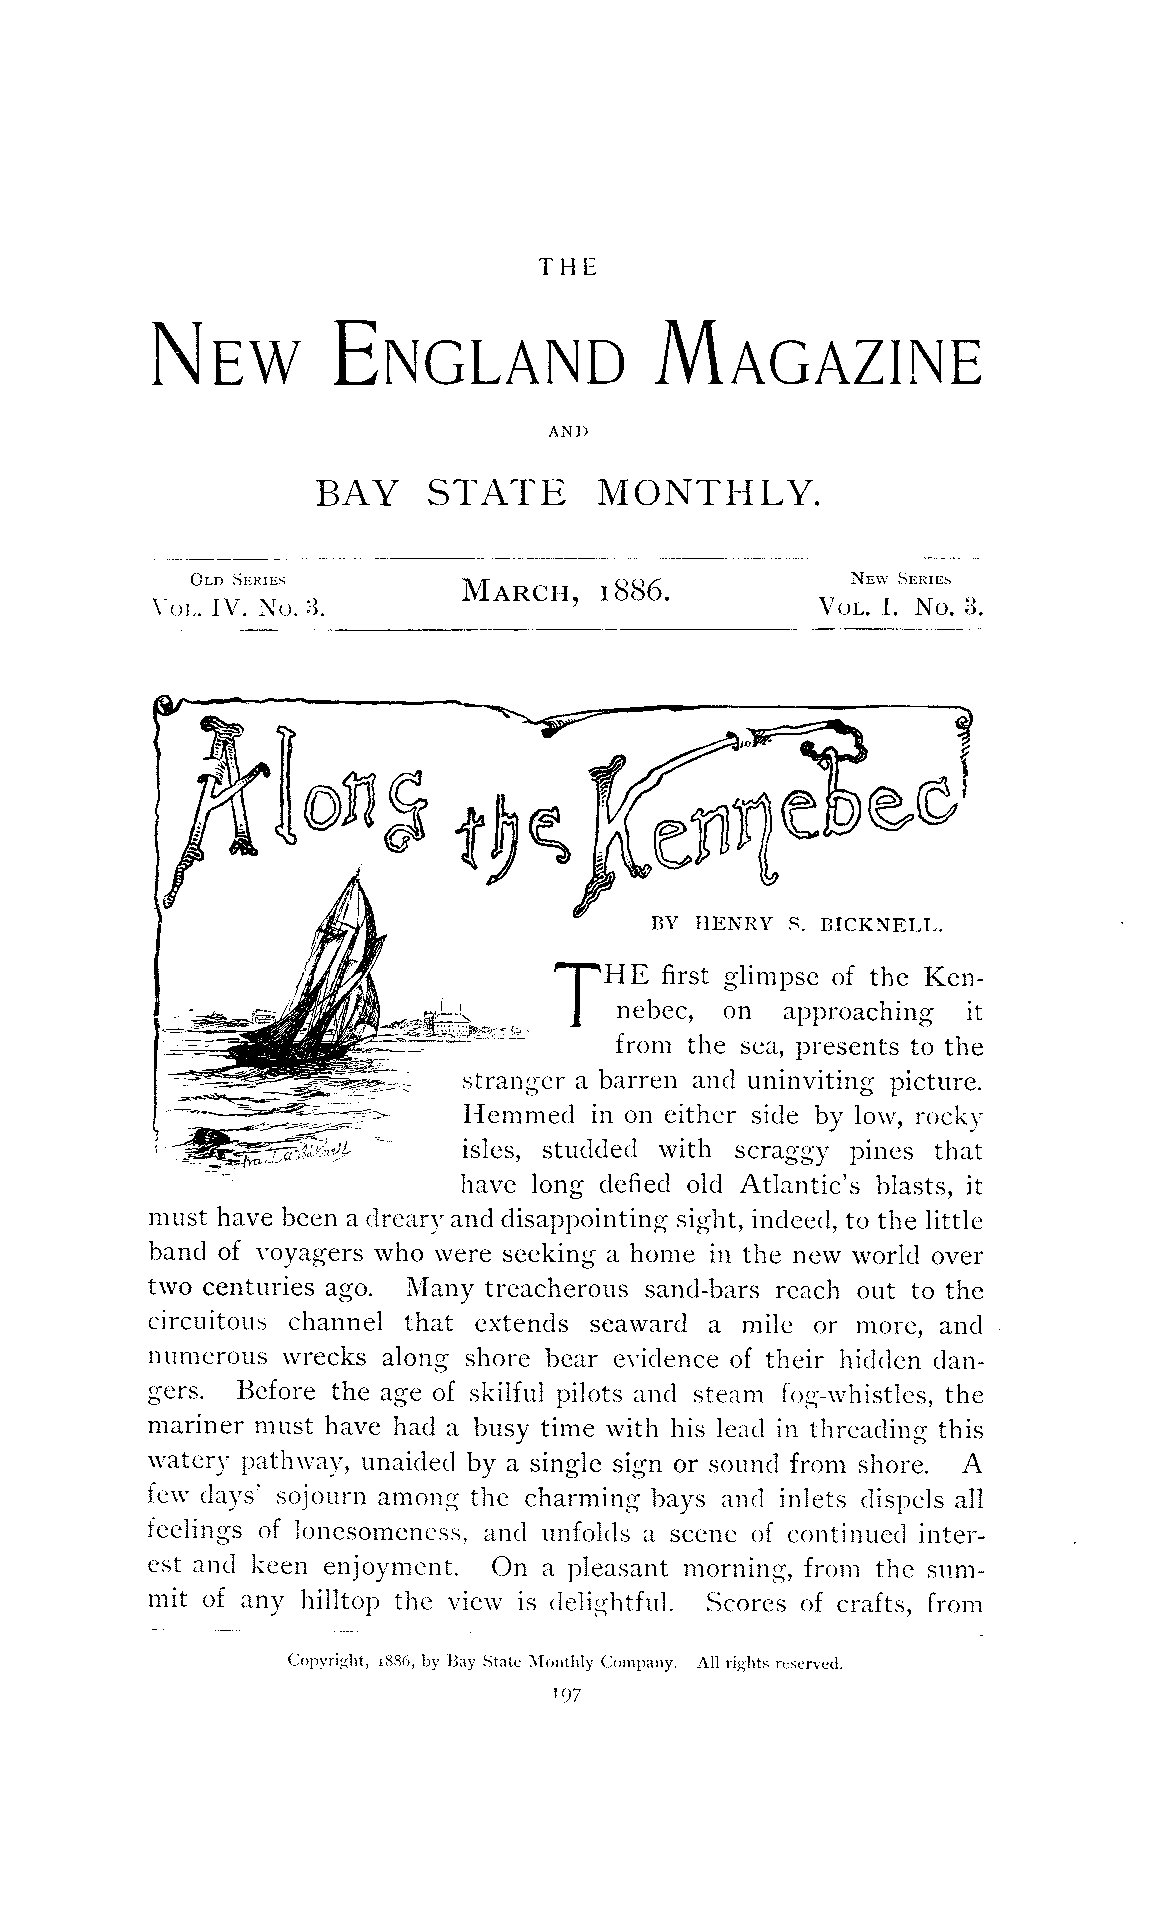 THE
NEW ENGLAND MAGAZINE
AND
BAY STATE MONTHLY.
OLD SERIES
VOL. IV. NO. 3.
MARCH, 1886.
NEW SERIES
VOL. I. NO. 3.
Along the Kennebec
BY HENRY S. BICKNELL.
THE first glimpse of the Ken-
nebec, on approaching it
from the sea, presents to the
stranger a barren and uninviting picture.
Hemmed in on either side by low, rocky
isles, studded with scraggy pines that
have long defied old Atlantic's blasts, it
must have been a dreary and disappointing sight, indeed, to the little
band of voyagers who were seeking a home in the new world over
two centuries ago. Many treacherous sand-bars reach out to the
circuitous channel that extends seaward a mile or more, and
numerous wrecks along shore bear evidence of their hidden dan-
gers. Before the age of skilful pilots and steam fog-whistles, the
mariner must have had a busy time with his lead in threading this
watery pathway, unaided by a single sign or sound from shore. A
few days' sojourn among the charming bays and inlets dispels all
feelings of lonesomeness, and unfolds a scene of continued inter-
est and keen enjoyment. On a pleasant morning, from the sum-
mit of any hilltop the view is delightful. Scores of crafts, from
Copyright, 1886, by Bay State Monthly Company. All rights reserved.
197